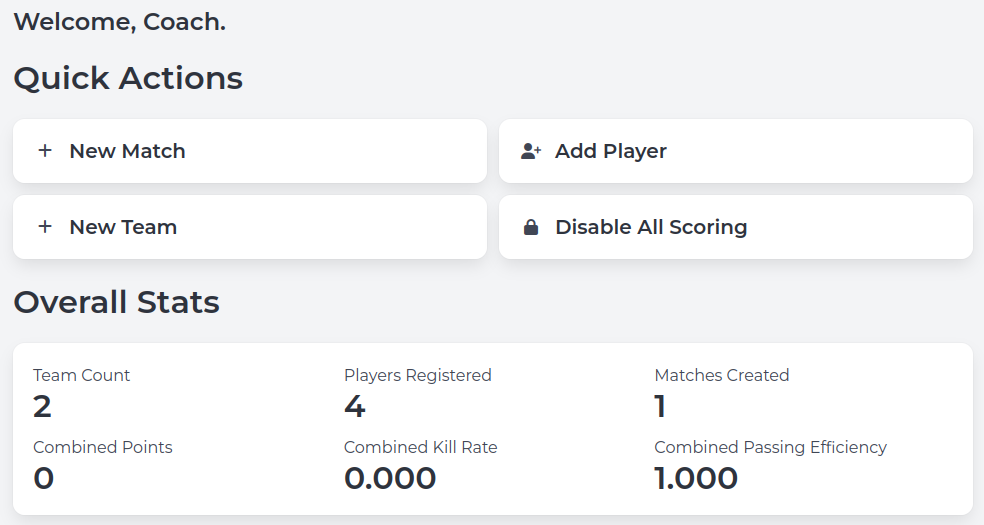 Welcome, Coach.
Quick Actions
+ New Match
Add Player
+ New Team
Disable All Scoring
Overall Stats
Team Count
Players Registered
Matches Created
2
4
1
Combined Points
Combined Kill Rate
Combined Passing Efficiency
0
0.000
1.000